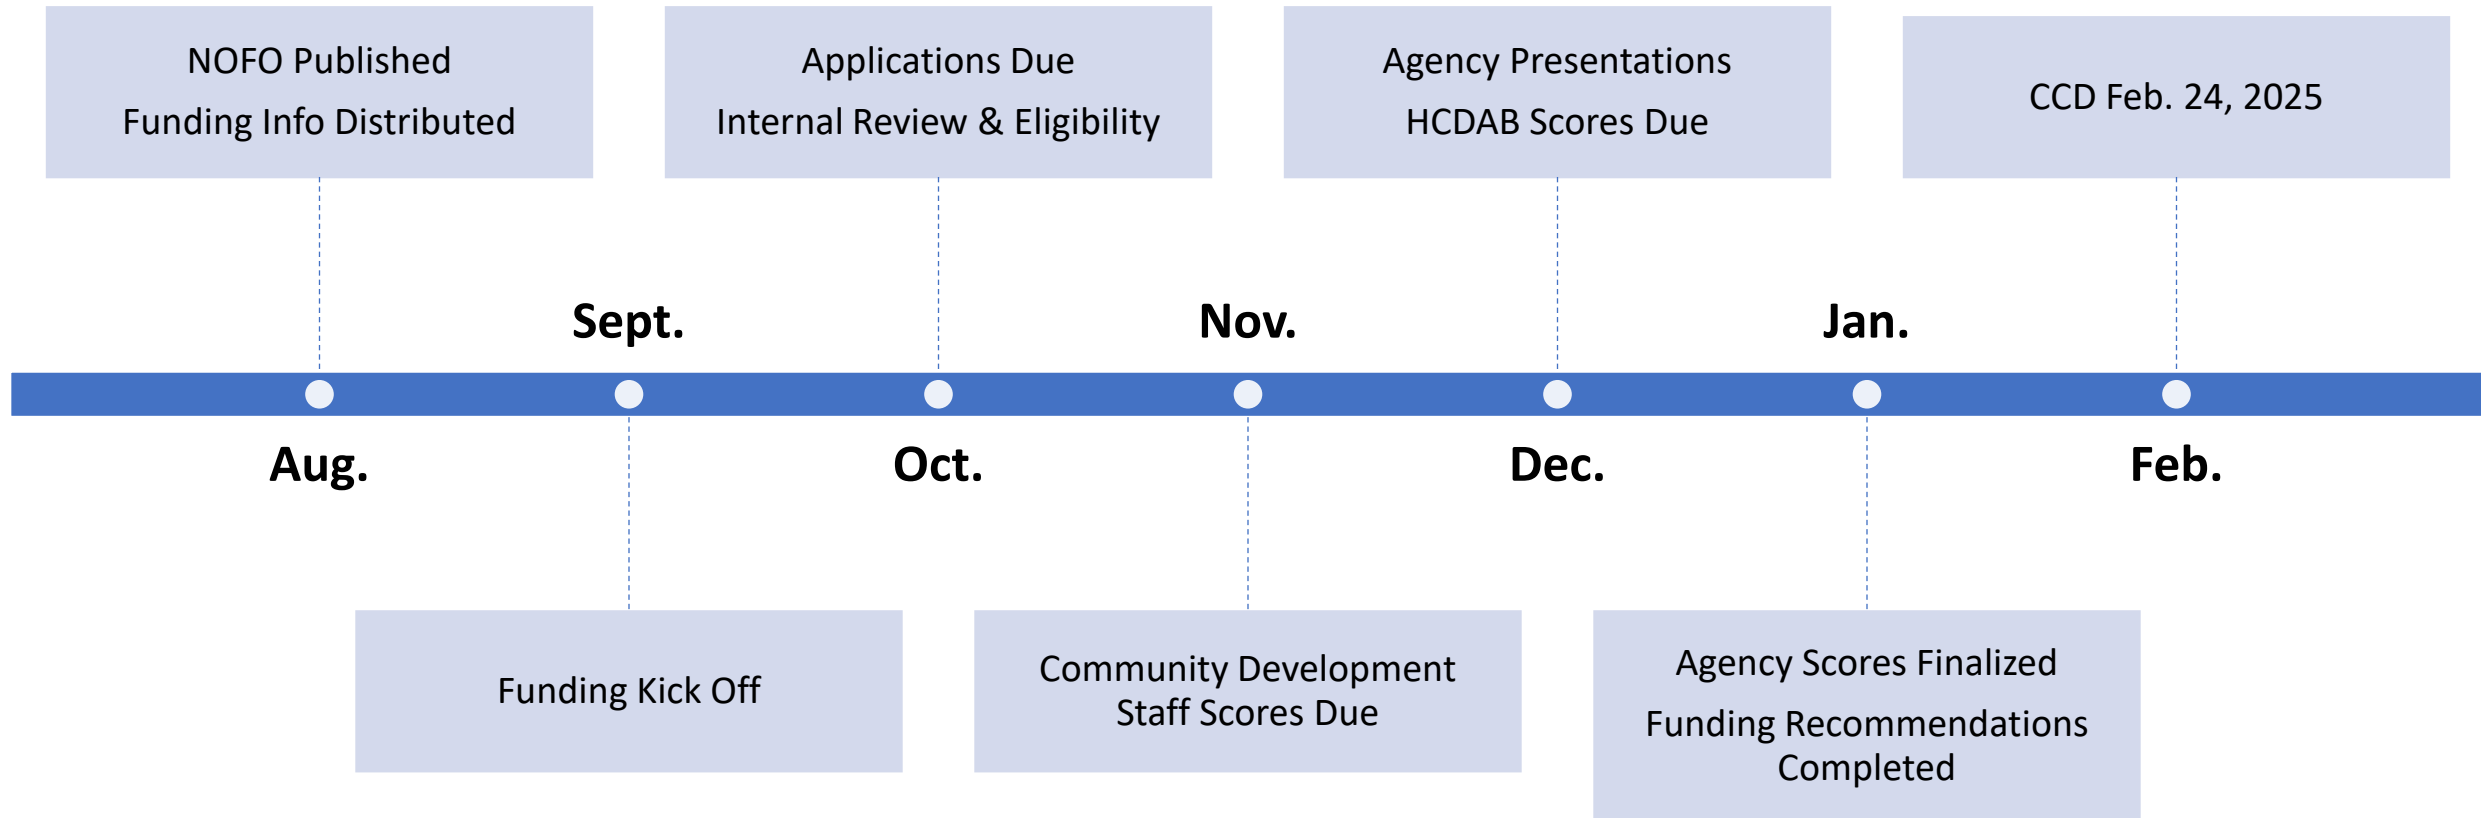 NOFO Published
Funding Info Distributed
Applications Due
Internal Review & Eligibility
Agency Presentations
HCDAB Scores Due
CCD Feb. 24, 2025
Sept.
Nov.
Jan.
Aug.
Oct.
Dec.
Feb.
Funding Kick Off
Community Development
Staff Scores Due
Agency Scores Finalized
Funding Recommendations
Completed